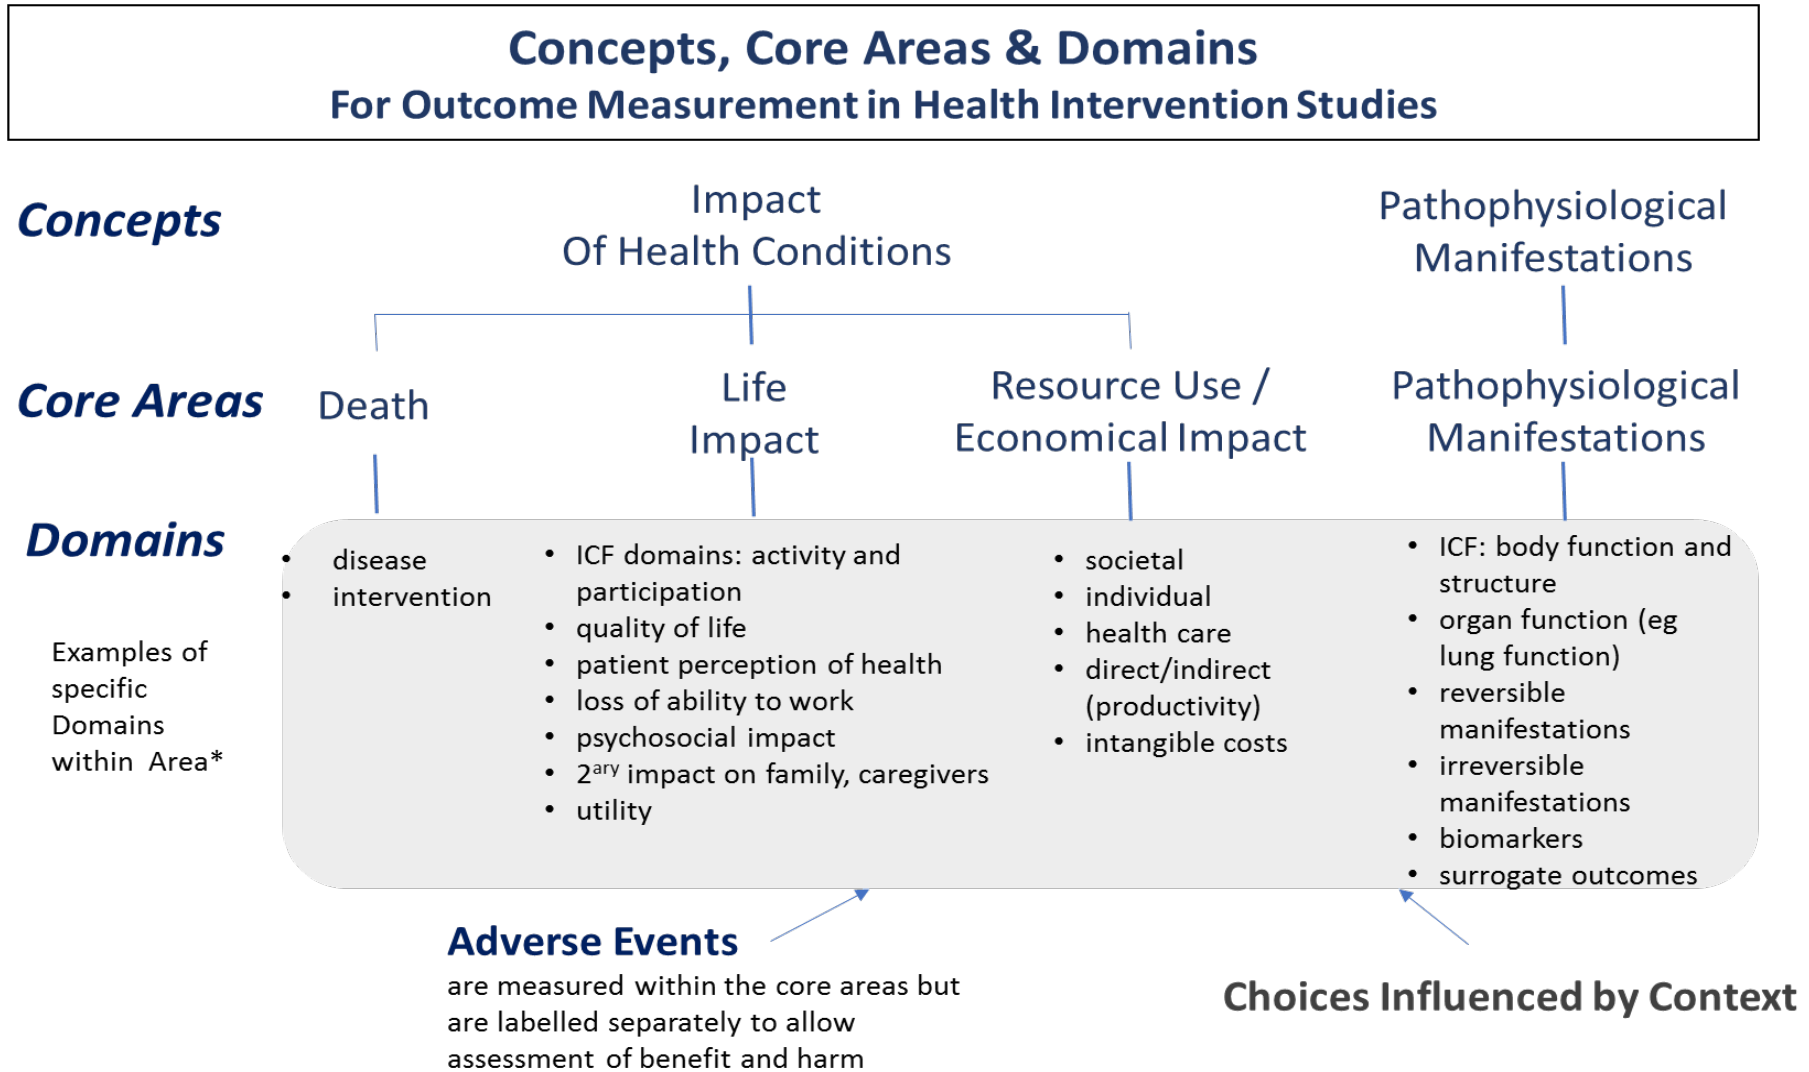 Concepts, Core Areas & Domains
For Outcome Measurement in Health Intervention Studies
Concepts
Impact
Of Health Conditions
Pathophysiological
Manifestations
Core Areas
Death
Life
Impact
Resource Use /
Economical Impact
Pathophysiological
Manifestations
Domains
Examples of
specific
Domains
within Area*
• disease
• intervention
• ICF domains: activity and
participation
• quality of life
• patient perception of health
• loss of ability to work
• psychosocial impact
• 2ary impact on family, caregivers
• utility
• societal
• individual
• health care
• direct/indirect
(productivity)
• intangible costs
• ICF: body function and
structure
• organ function (eg
lung function)
• reversible
manifestations
• irreversible
manifestations
• biomarkers
• surrogate outcomes
Adverse Events
are measured within the core areas but
are labelled separately to allow
assessment of benefit and harm
Choices Influenced by Context